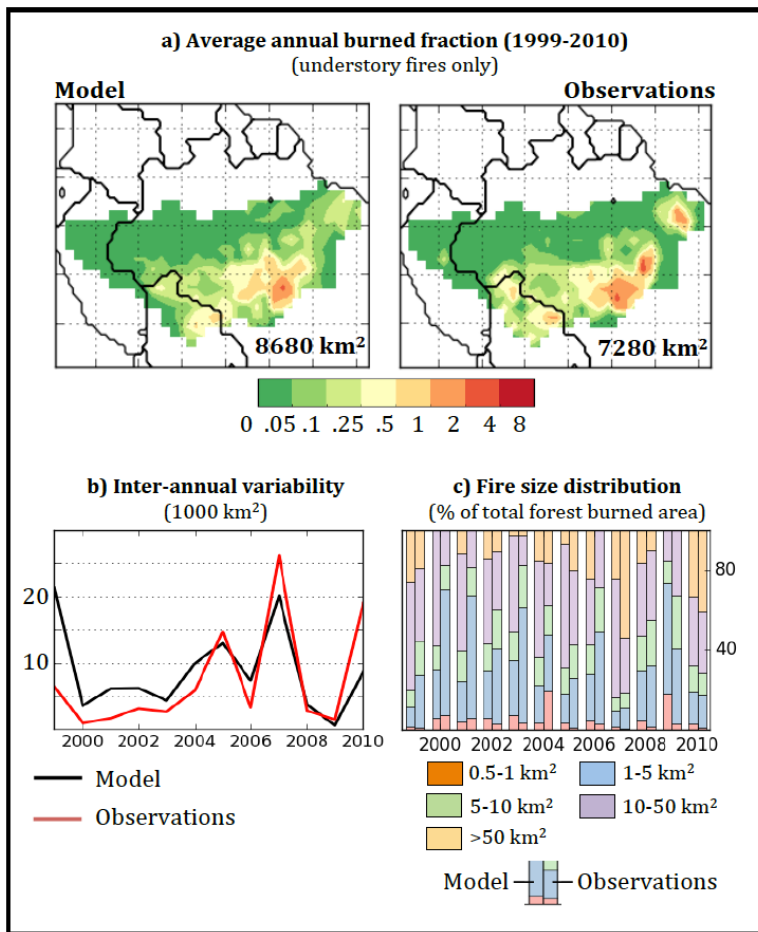 a) Average annual burned fraction (1999-2010)
(understory fires only)
Model
Observations
8680 km²
7280 km²
0 .05 .1 .25 .5 1 2 4 8
b) Inter-annual variability
(1000 km²)
20
10
2000 2002 2004 2006 2008 2010
Model
Observations
c) Fire size distribution
(% of total forest burned area)
80
40
2000 2002 2004 2006 2008 2010
0.5-1 km²
1-5 km²
5-10 km²
10-50 km²
>50 km²
Model
Observations